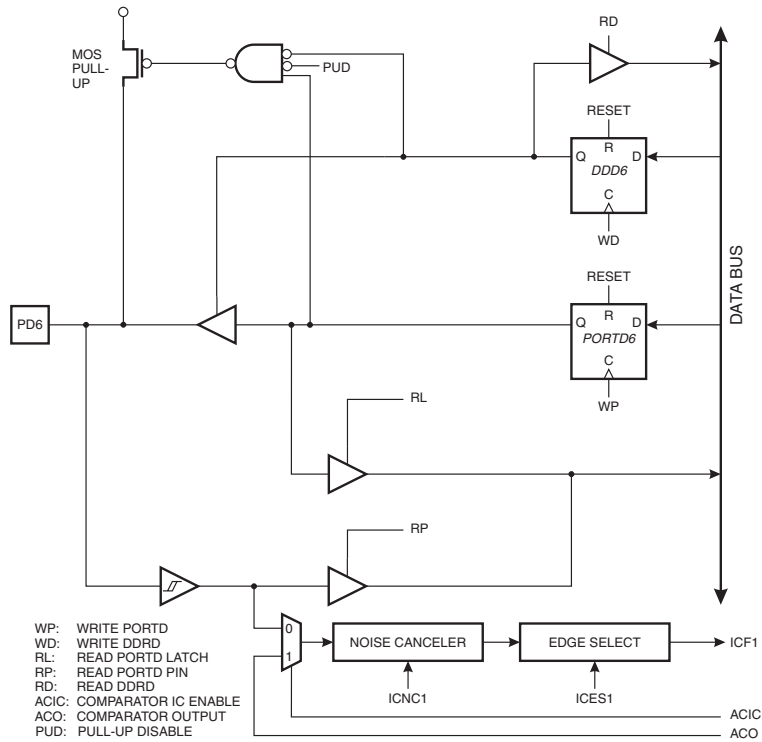 RD
MOS
PULL-
UP
PUD
RESET
R
Q
D
DDD6
C
WD
DATA BUS
RESET
PD6
R
Q
D
PORTD6
C
WP
RL
RP
0
1
NOISE CANCELER
EDGE SELECT
ICF1
ICNC1
ICES1
ACIC
ACO
WP: WRITE PORTD
WD: WRITE DDRD
RL: READ PORTD LATCH
RP: READ PORTD PIN
RD: READ DDRD
ACIC: COMPARATOR IC ENABLE
ACO: COMPARATOR OUTPUT
PUD: PULL-UP DISABLE